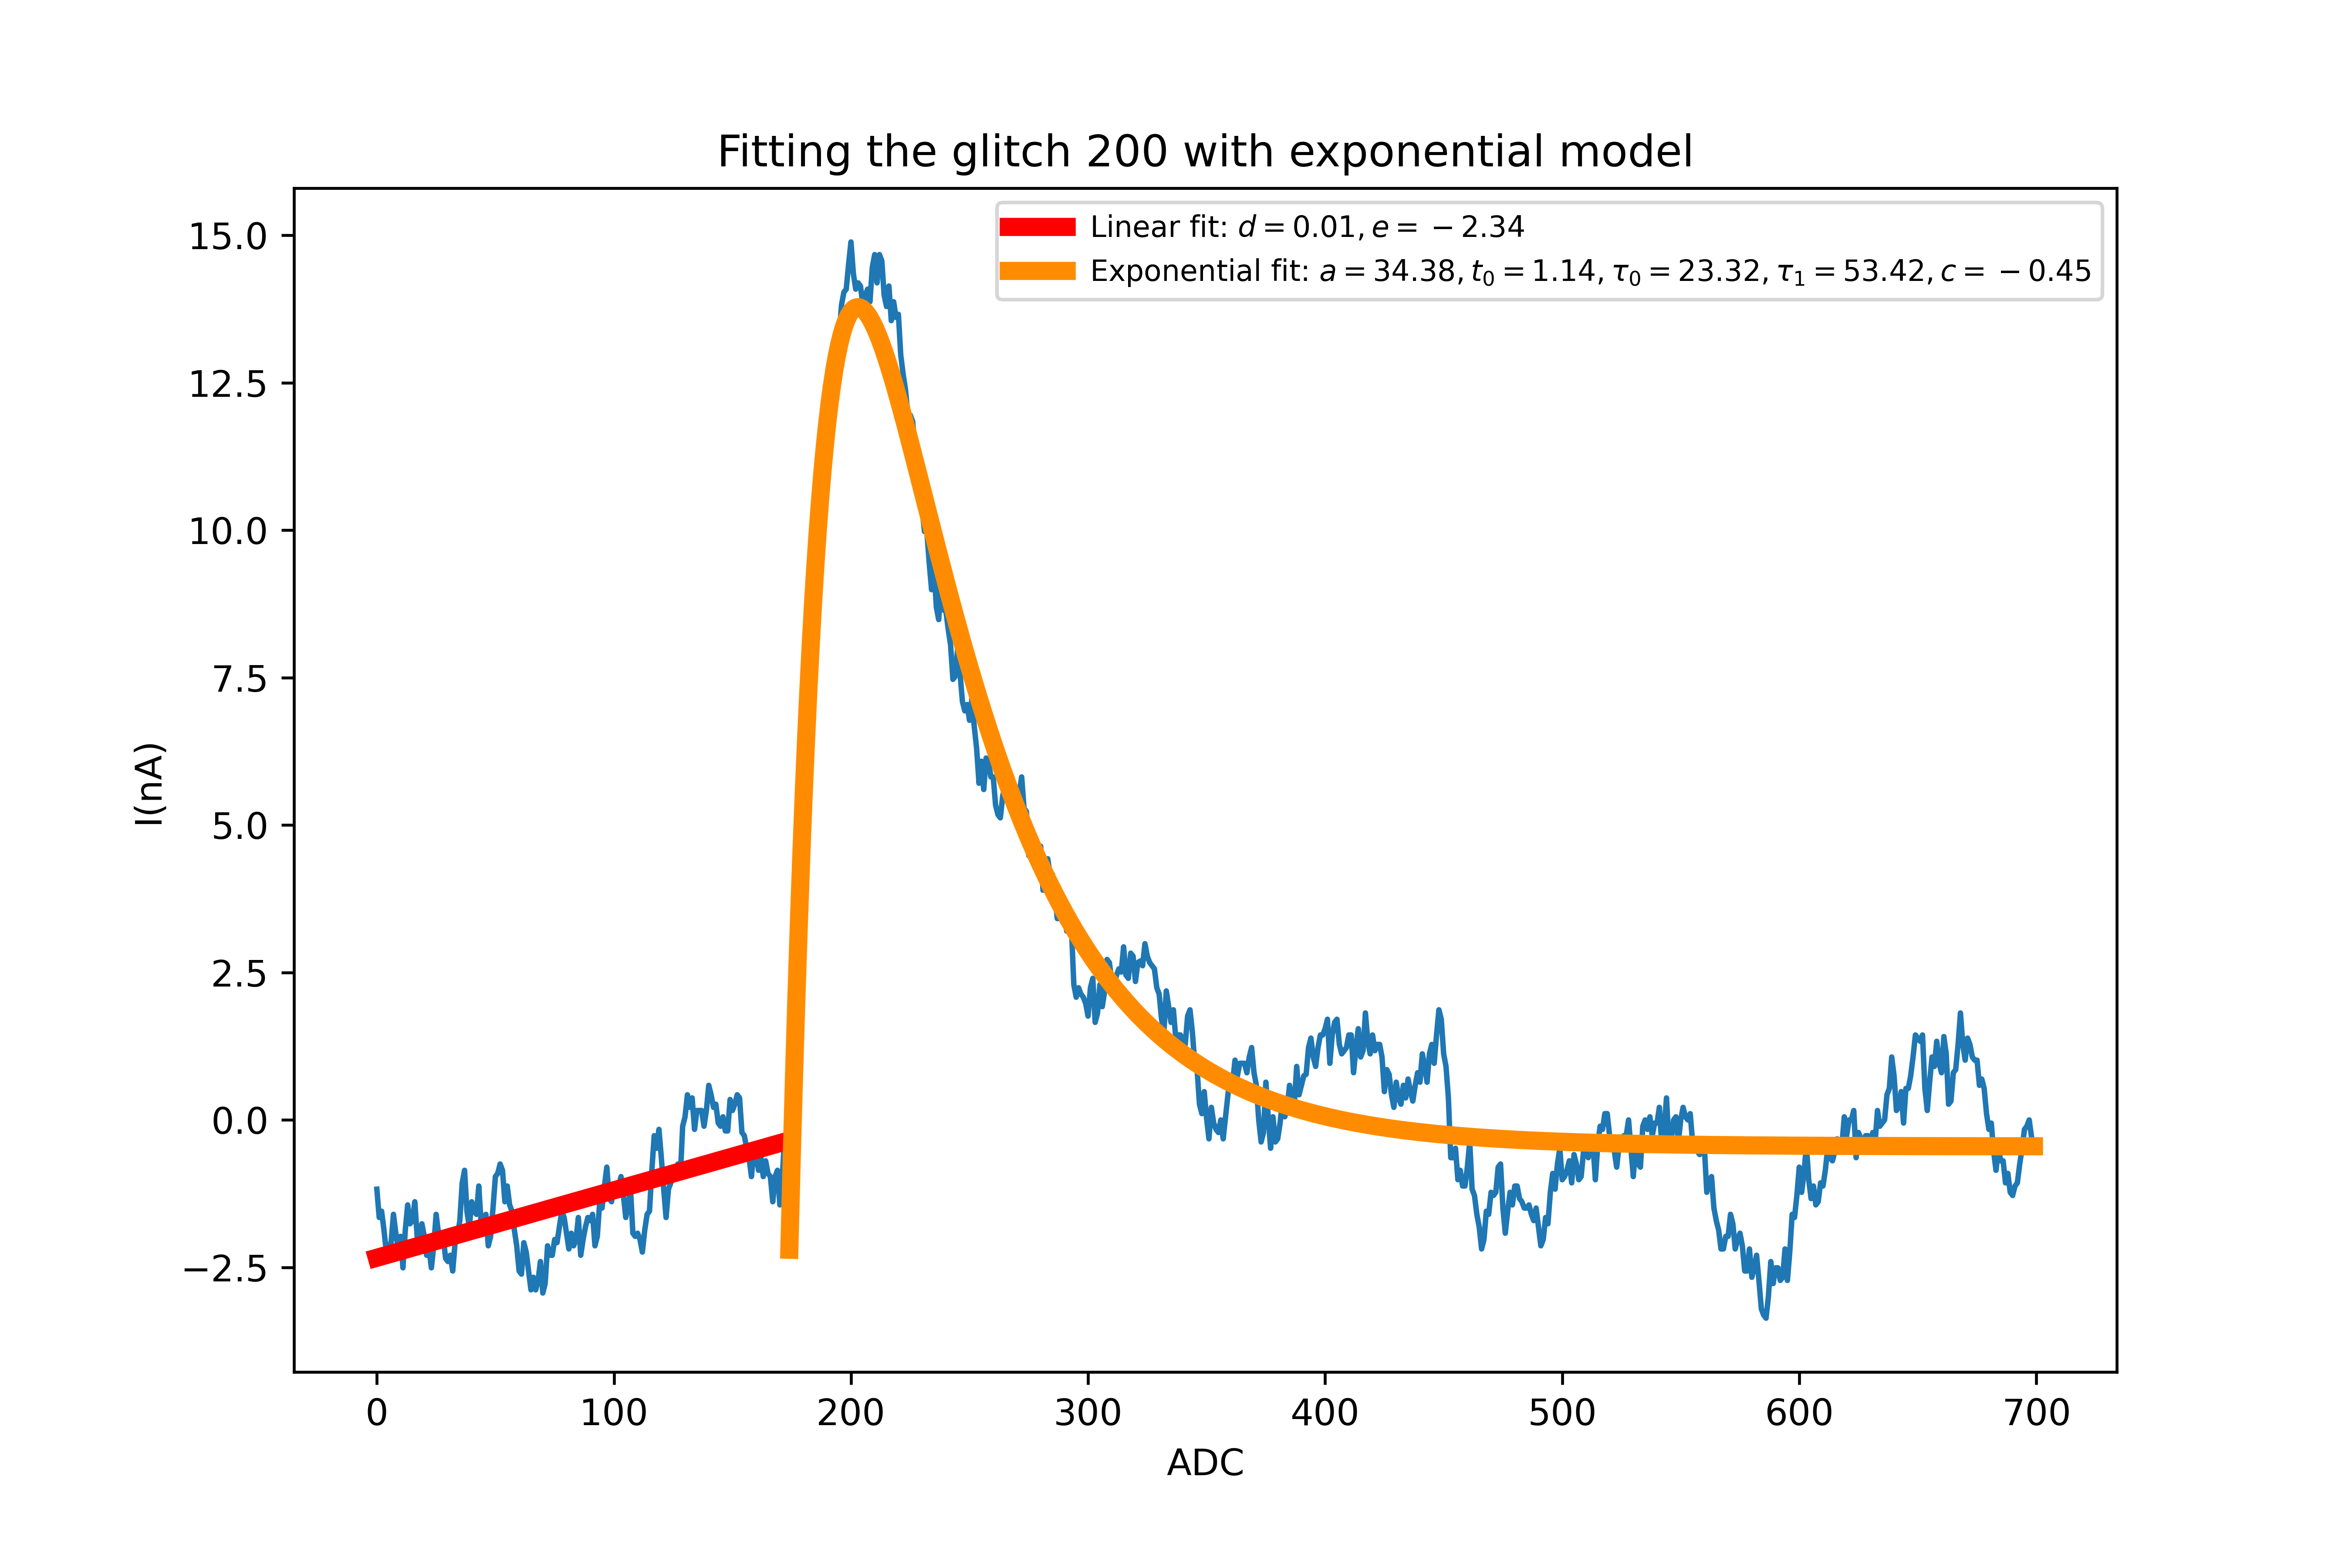 Fitting the glitch 200 with exponential model
Linear fit: d = 0.01, e = −2.34
Exponential fit: a = 34.38, t₀ = 1.14, τ₀ = 23.32, τ₁ = 53.42, c = −0.45
15.0
12.5
10.0
7.5
5.0
2.5
0.0
−2.5
I(nA)
0 100 200 300 400 500 600 700
ADC